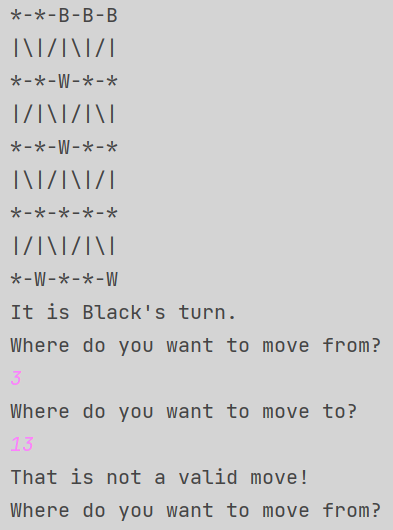 *-*-B-B-B
|\|/|\|/|
*-*-W-*-*
|/|\|/|\|
*-*-W-*-*
|\|/|\|/|
*-*-*-*-*
|/|\|/|\|
*-W-*-*-W
It is Black's turn.
Where do you want to move from?
3
Where do you want to move to?
13
That is not a valid move!
Where do you want to move from?